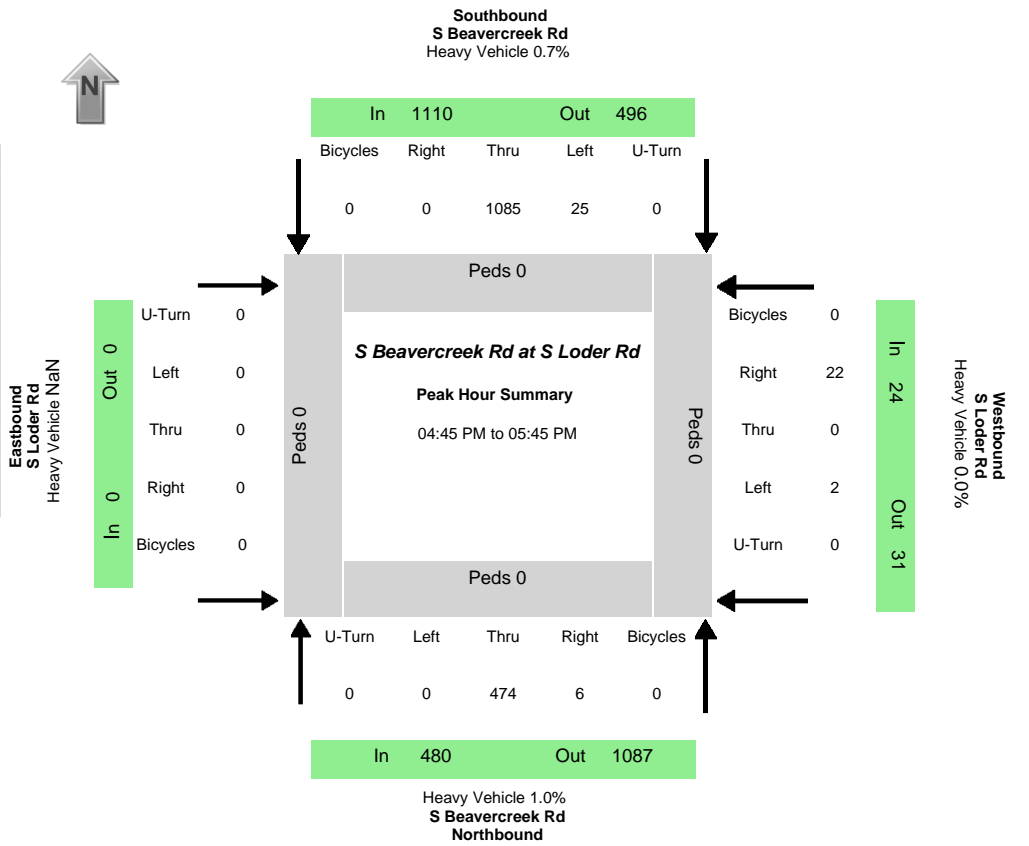 Southbound
S Beavercreek Rd
Heavy Vehicle 0.7%
N
In 1110 Out 496
Bicycles Right Thru Left U-Turn
0 0 1085 25 0
Peds 0
Eastbound
S Loder Rd
Heavy Vehicle NaN
In 0 Out 0
U-Turn 0
Left 0
Thru 0
Right 0
Bicycles 0
Peds 0
S Beavercreek Rd at S Loder Rd
Peak Hour Summary
04:45 PM to 05:45 PM
Peds 0
Bicycles 0
Right 22
Thru 0
Left 2
U-Turn 0
In 24 Out 31
Westbound
S Loder Rd
Heavy Vehicle 0.0%
Peds 0
U-Turn Left Thru Right Bicycles
0 0 474 6 0
In 480 Out 1087
Heavy Vehicle 1.0%
S Beavercreek Rd
Northbound